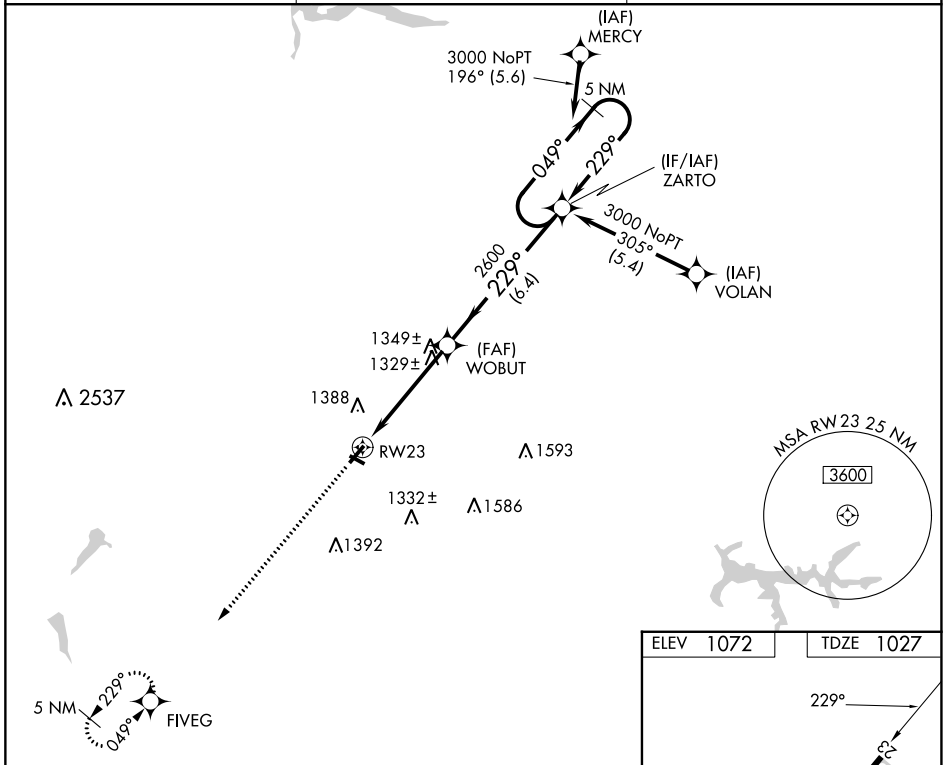 (IAF)
MERCY
3000 NoPT
196° (5.6)
5 NM
049°
229°
(IF/IAF)
ZARTO
3000 NoPT
305°
(5.4)
(IAF)
VOLAN
2600
229°
(6.4)
1349±
1329±
(FAF)
WOBUT
2537
1388
RW23
1593
1332±
1586
1392
MSA RW23 25 NM
3600
5 NM
229°
049°
FIVEG
ELEV 1072
TDZE 1027
229°
23